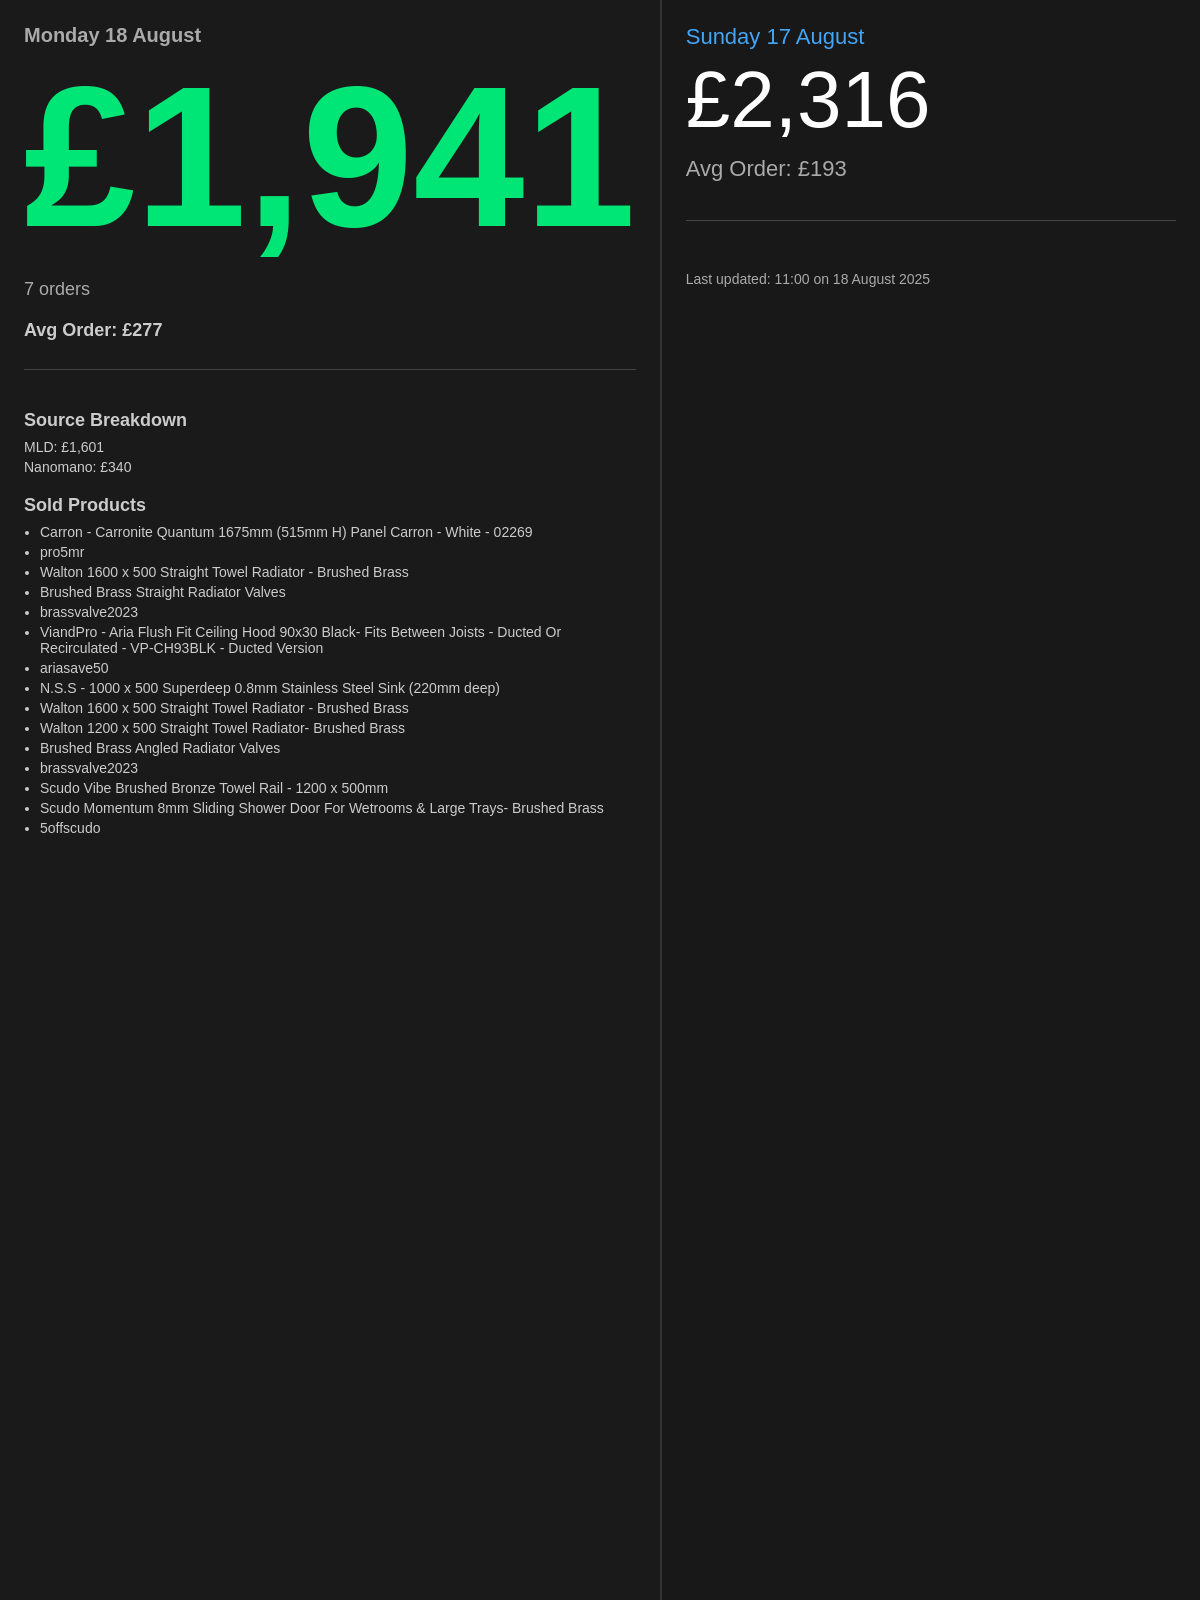 Monday 18 August
£1,941
7 orders
Avg Order: £277
Source Breakdown
MLD: £1,601
Nanomano: £340
Sold Products
• Carron - Carronite Quantum 1675mm (515mm H) Panel Carron - White - 02269
• pro5mr
• Walton 1600 x 500 Straight Towel Radiator - Brushed Brass
• Brushed Brass Straight Radiator Valves
• brassvalve2023
• ViandPro - Aria Flush Fit Ceiling Hood 90x30 Black- Fits Between Joists - Ducted Or
Recirculated - VP-CH93BLK - Ducted Version
• ariasave50
• N.S.S - 1000 x 500 Superdeep 0.8mm Stainless Steel Sink (220mm deep)
• Walton 1600 x 500 Straight Towel Radiator - Brushed Brass
• Walton 1200 x 500 Straight Towel Radiator- Brushed Brass
• Brushed Brass Angled Radiator Valves
• brassvalve2023
• Scudo Vibe Brushed Bronze Towel Rail - 1200 x 500mm
• Scudo Momentum 8mm Sliding Shower Door For Wetrooms & Large Trays- Brushed Brass
• 5offscudo
Sunday 17 August
£2,316
Avg Order: £193
Last updated: 11:00 on 18 August 2025